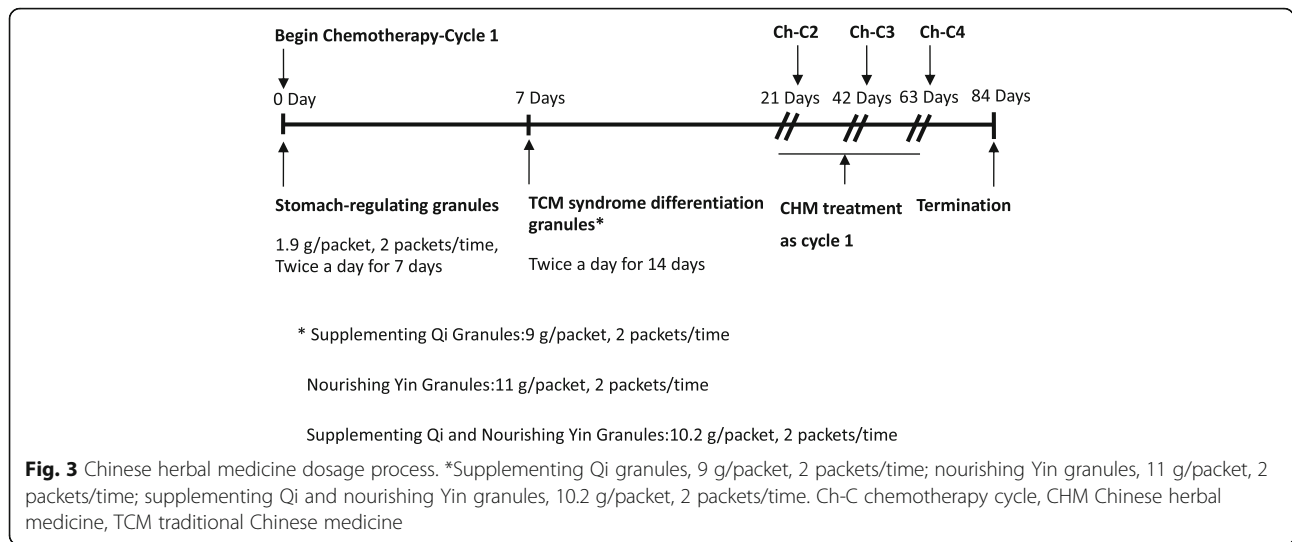 Begin Chemotherapy-Cycle 1
Ch-C2 Ch-C3 Ch-C4
0 Day 7 Days 21 Days 42 Days 63 Days 84 Days
Stomach-regulating granules
1.9 g/packet, 2 packets/time,
Twice a day for 7 days
TCM syndrome differentiation
granules*
Twice a day for 14 days
CHM treatment
as cycle 1
Termination
* Supplementing Qi Granules:9 g/packet, 2 packets/time
Nourishing Yin Granules:11 g/packet, 2 packets/time
Supplementing Qi and Nourishing Yin Granules:10.2 g/packet, 2 packets/time
Fig. 3 Chinese herbal medicine dosage process. *Supplementing Qi granules, 9 g/packet, 2 packets/time; nourishing Yin granules, 11 g/packet, 2
packets/time; supplementing Qi and nourishing Yin granules, 10.2 g/packet, 2 packets/time. Ch-C chemotherapy cycle, CHM Chinese herbal
medicine, TCM traditional Chinese medicine